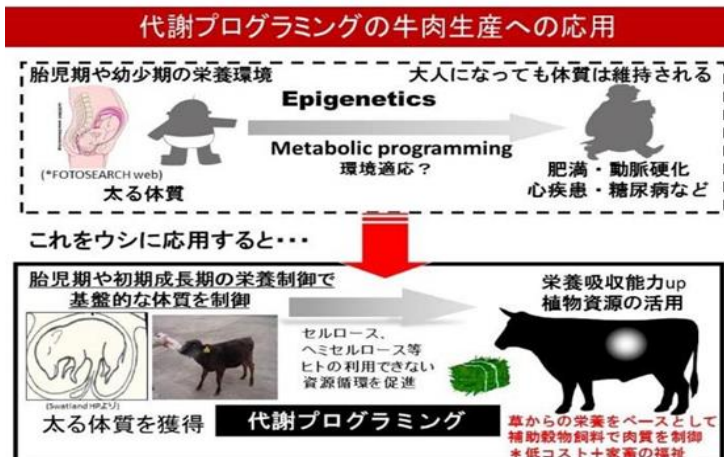 代謝プログラミングの牛肉生産への応用
胎児期や幼少期の栄養環境
大人になっても体質は維持される
Epigenetics
Metabolic programming
環境適応？
(*FOTOSEARCH web)
太る体質
肥満・動脈硬化
心疾患・糖尿病など
これをウシに応用すると・・・
胎児期や初期成長期の栄養制御で
基盤的な体質を制御
栄養吸収能力up
植物資源の活用
セルロース、
ヘミセルロース等
ヒトの利用できない
資源循環を促進
(Swatland HPより)
太る体質を獲得
代謝プログラミング
草からの栄養をベースとして
補助穀物飼料で肉質を制御
＊低コスト＋家畜の福祉